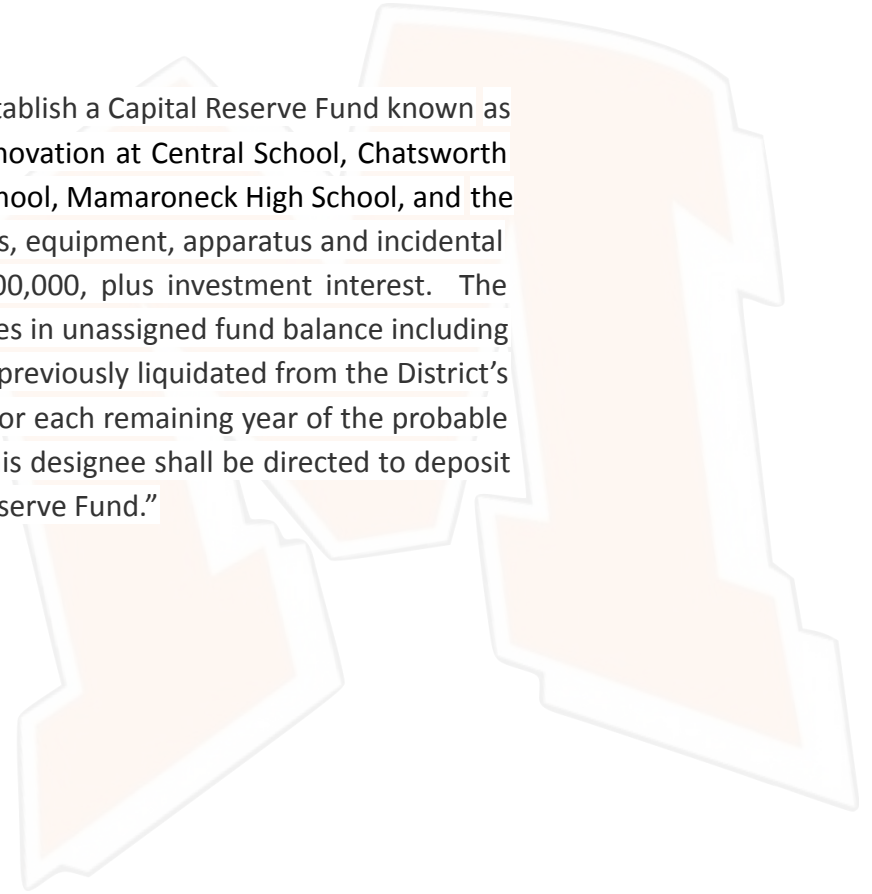 tablish a Capital Reserve Fund known as
novation at Central School, Chatsworth
hool, Mamaroneck High School, and the
s, equipment, apparatus and incidental
00,000, plus investment interest. The
es in unassigned fund balance including
previously liquidated from the District’s
or each remaining year of the probable
is designee shall be directed to deposit
serve Fund.”